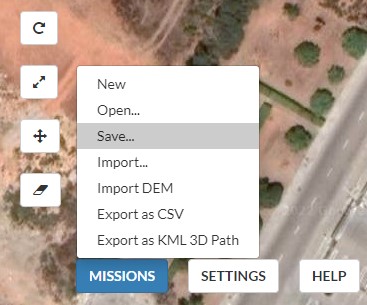 New
Open...
Save...
Import...
Import DEM
Export as CSV
Export as KML 3D Path
MISSIONS
SETTINGS
HELP